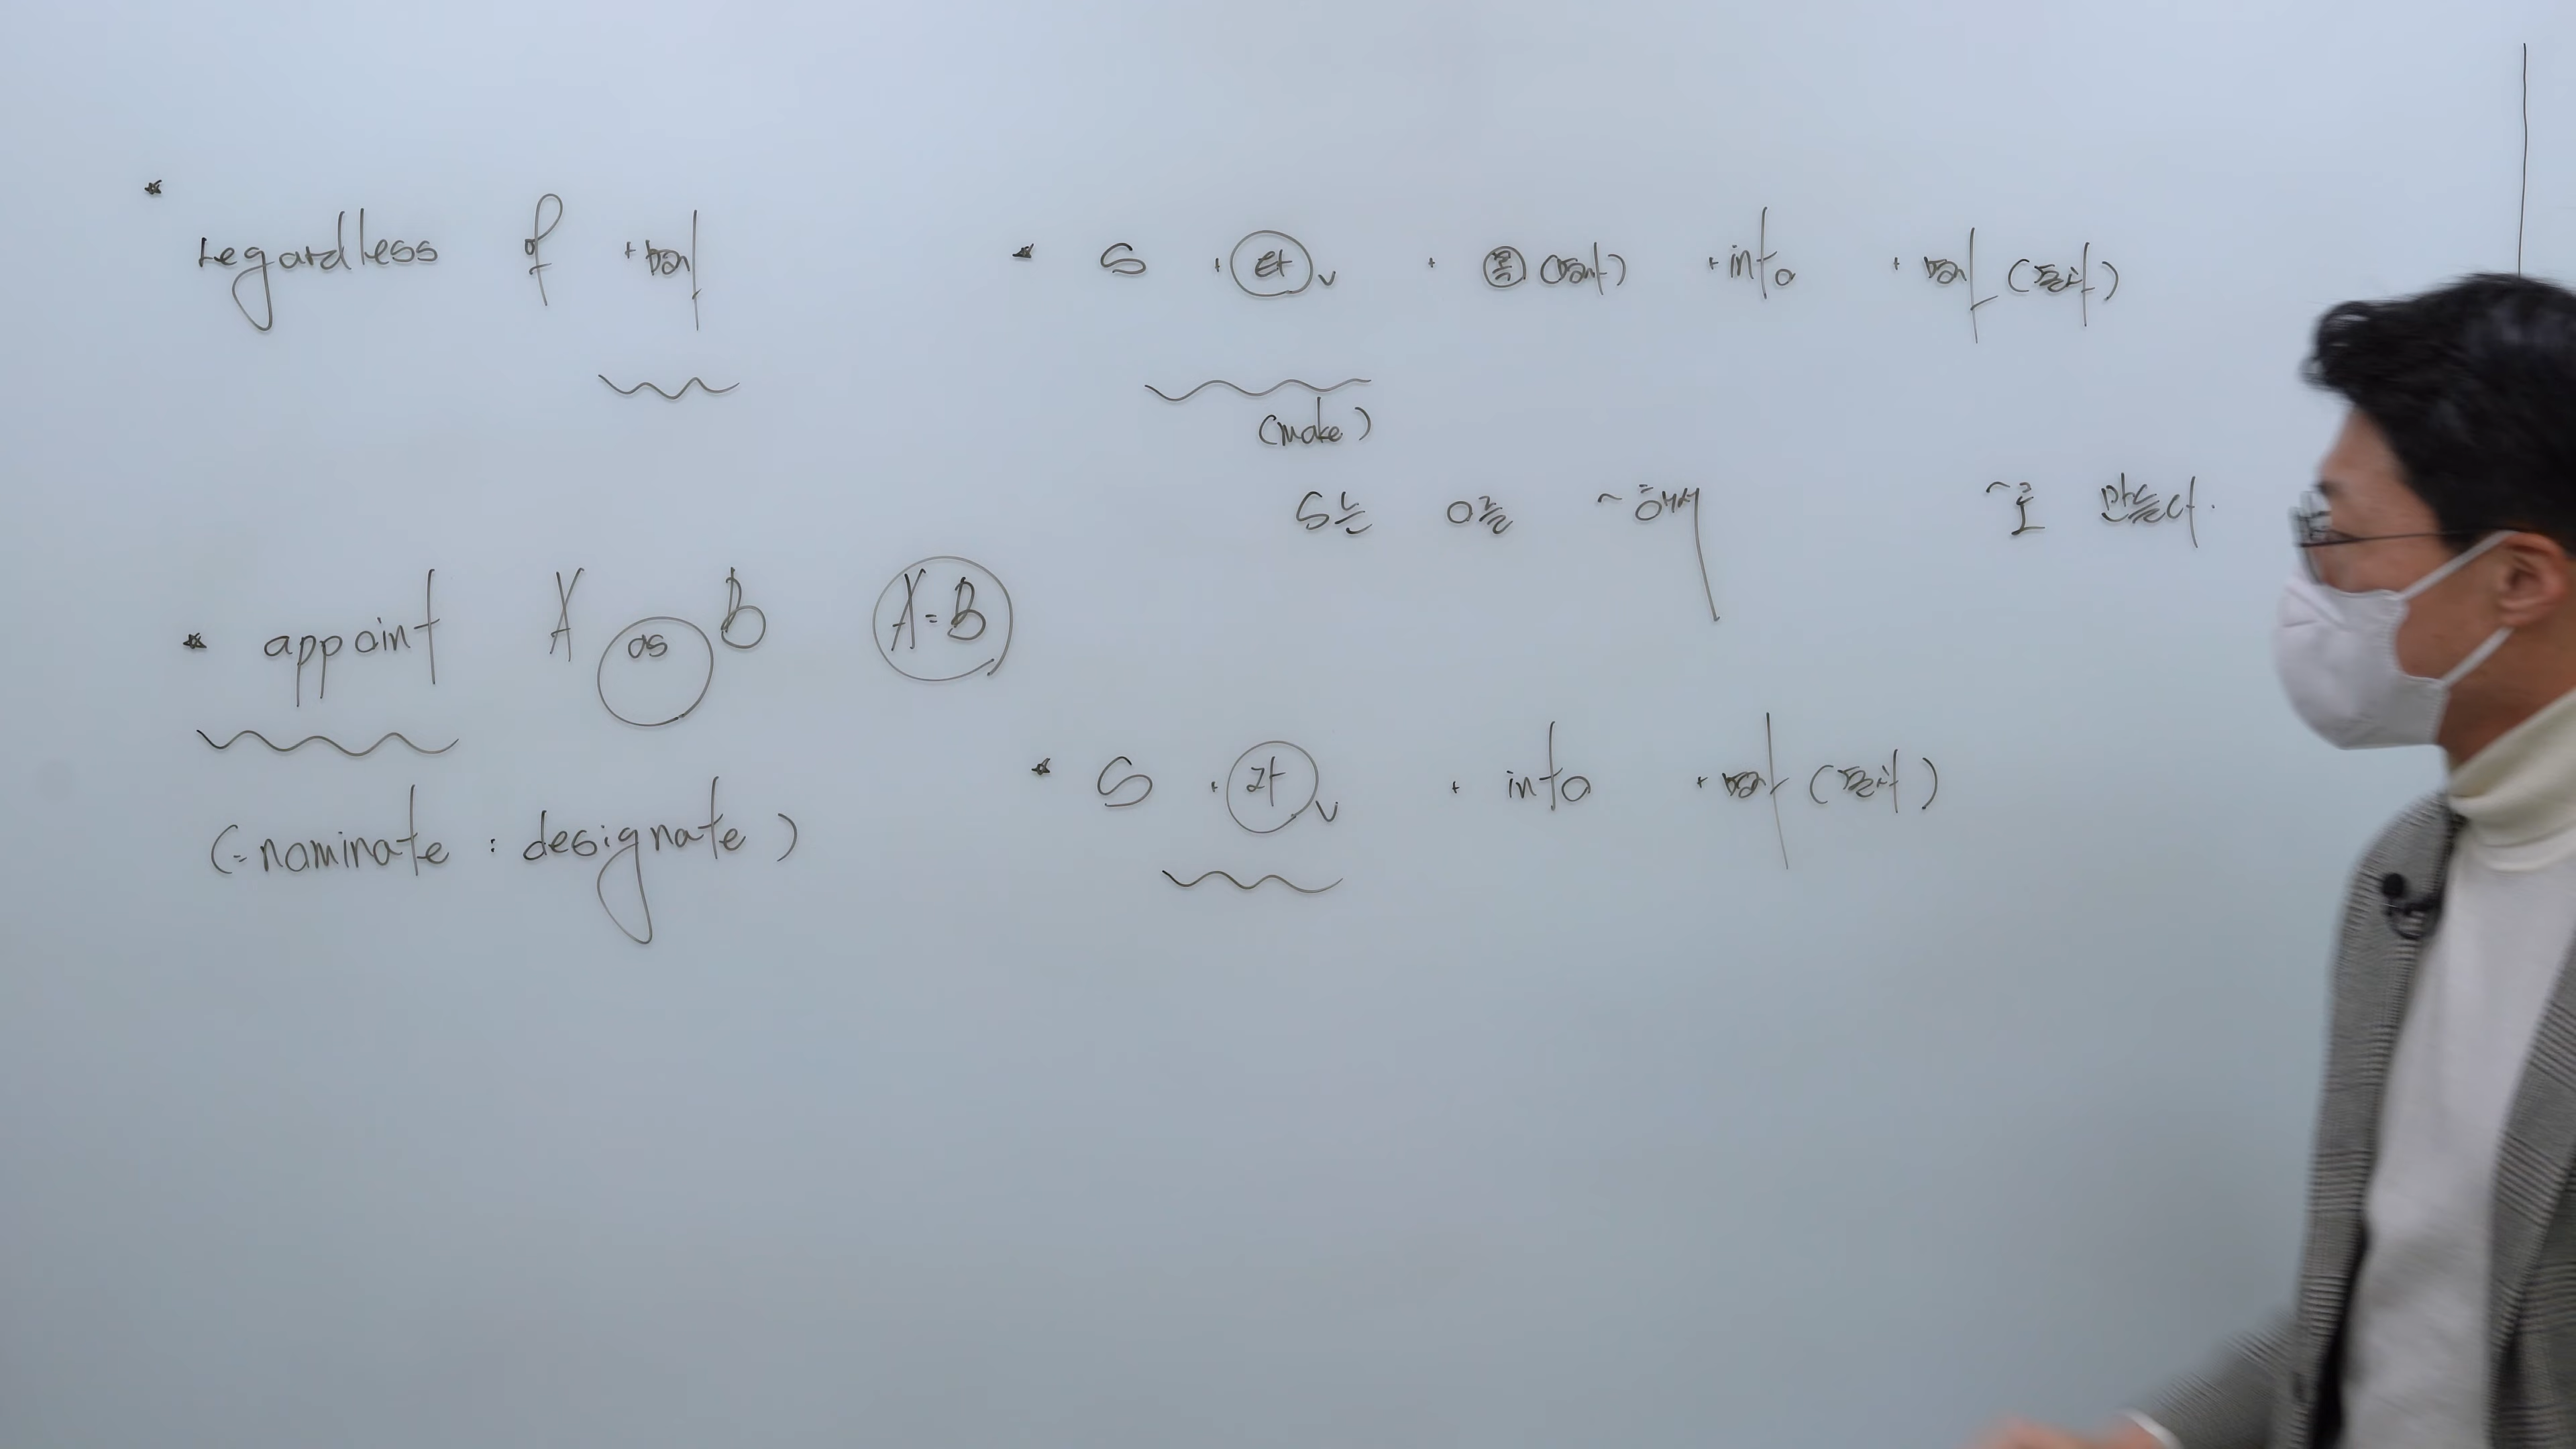 * regardless of + 명사
* appoint A as B A=B
(=nominate : designate)
* S + 타v + 목(명사) + into + 명사 (동사)
(make)
S는 O를 ~해서 ~로 만들다.
* S + 자v + into + 명사 (동사)